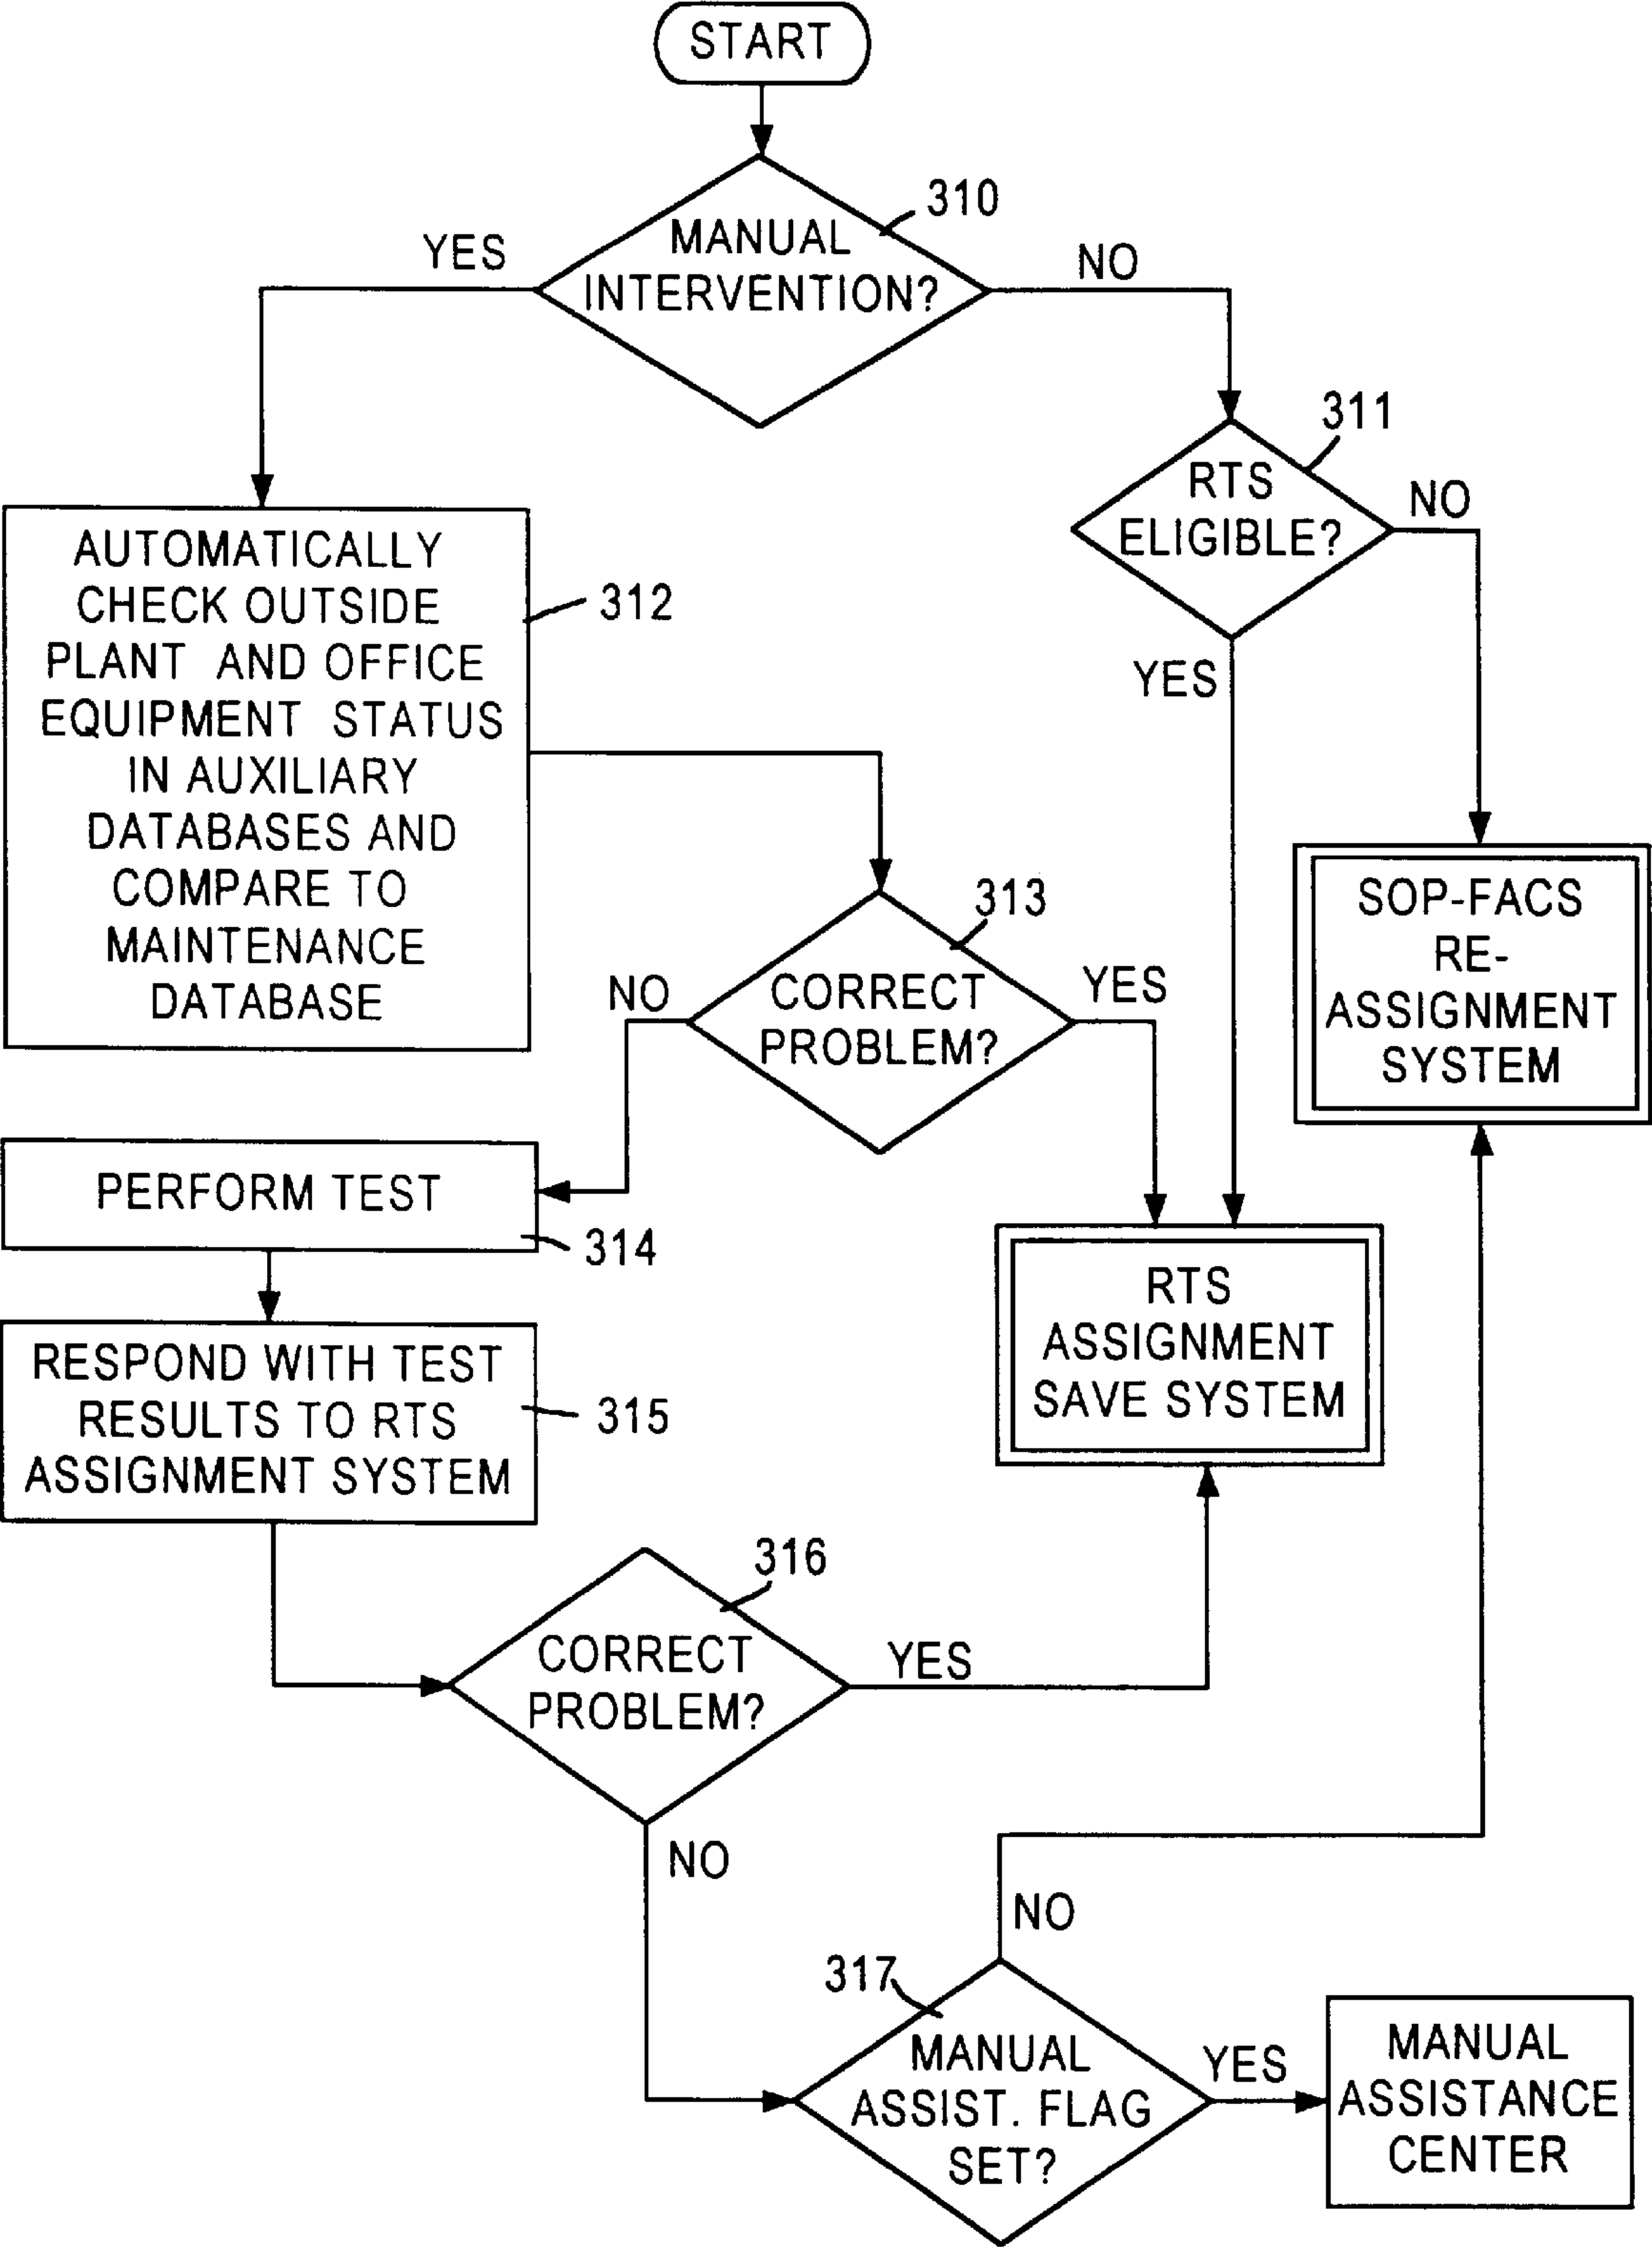 START
310
MANUAL
INTERVENTION?
YES
NO
311
RTS
ELIGIBLE?
NO
YES
AUTOMATICALLY
CHECK OUTSIDE
PLANT AND OFFICE
EQUIPMENT STATUS
IN AUXILIARY
DATABASES AND
COMPARE TO
MAINTENANCE
DATABASE
312
313
CORRECT
PROBLEM?
NO
YES
SOP-FACS
RE-
ASSIGNMENT
SYSTEM
PERFORM TEST
314
RTS
ASSIGNMENT
SAVE SYSTEM
RESPOND WITH TEST
RESULTS TO RTS
ASSIGNMENT SYSTEM
315
316
CORRECT
PROBLEM?
YES
NO
NO
317
MANUAL
ASSIST. FLAG
SET?
YES
MANUAL
ASSISTANCE
CENTER